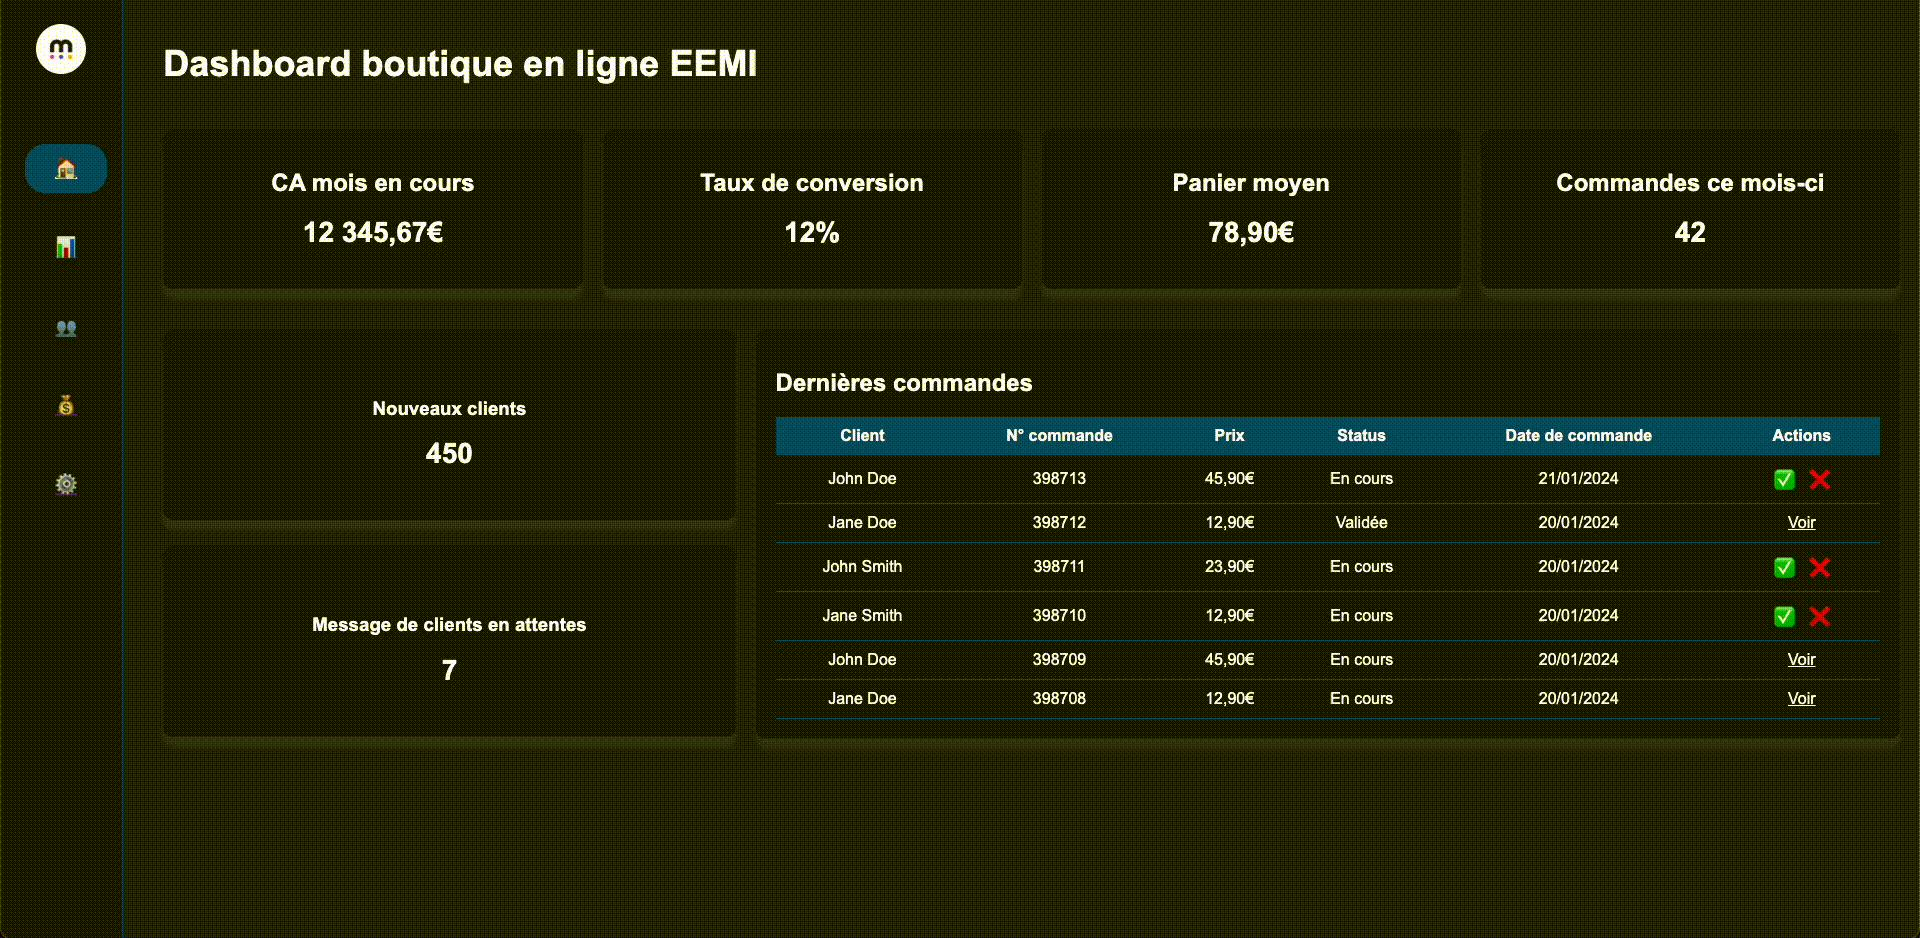 m
Dashboard boutique en ligne EEMI
CA mois en cours
12 345,67€
Taux de conversion
12%
Panier moyen
78,90€
Commandes ce mois-ci
42
Nouveaux clients
450
Message de clients en attentes
7
Dernières commandes
Client N° commande Prix Status Date de commande Actions
John Doe 398713 45,90€ En cours 21/01/2024
Jane Doe 398712 12,90€ Validée 20/01/2024 Voir
John Smith 398711 23,90€ En cours 20/01/2024
Jane Smith 398710 12,90€ En cours 20/01/2024
John Doe 398709 45,90€ En cours 20/01/2024 Voir
Jane Doe 398708 12,90€ En cours 20/01/2024 Voir